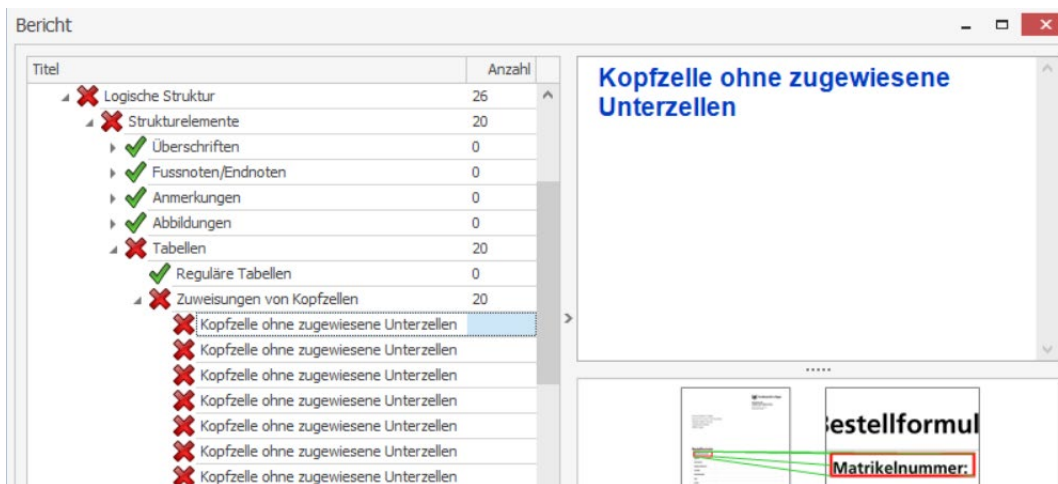 Bericht
Titel Anzahl
Logische Struktur 26
Strukturelemente 20
Überschriften 0
Fussnoten/Endnoten 0
Anmerkungen 0
Abbildungen 0
Tabellen 20
Reguläre Tabellen 0
Zuweisungen von Kopfzellen 20
Kopfzelle ohne zugewiesene Unterzellen
Kopfzelle ohne zugewiesene Unterzellen
Kopfzelle ohne zugewiesene Unterzellen
Kopfzelle ohne zugewiesene Unterzellen
Kopfzelle ohne zugewiesene Unterzellen
Kopfzelle ohne zugewiesene Unterzellen
Kopfzelle ohne zugewiesene Unterzellen
Kopfzelle ohne zugewiesene
Unterzellen
estellformul
Matrikelnummer: